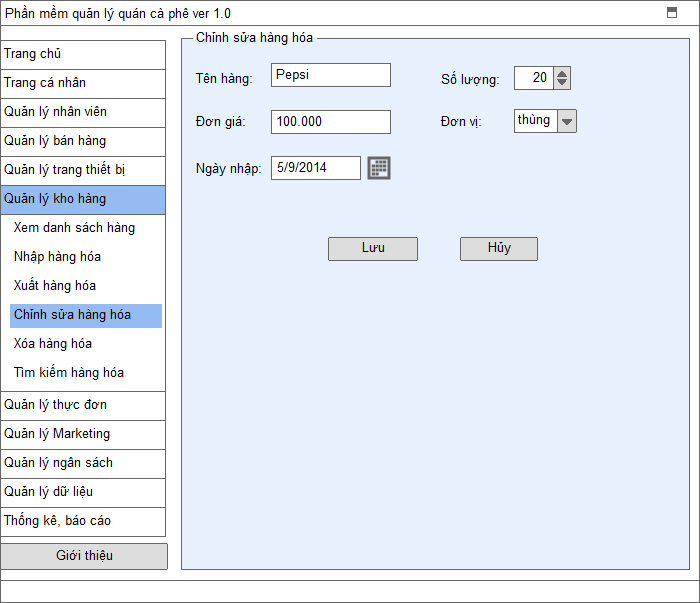 Phần mềm quản lý quán cà phê ver 1.0
Trang chủ
Trang cá nhân
Quản lý nhân viên
Quản lý bán hàng
Quản lý trang thiết bị
Quản lý kho hàng
Xem danh sách hàng
Nhập hàng hóa
Xuất hàng hóa
Chỉnh sửa hàng hóa
Xóa hàng hóa
Tìm kiếm hàng hóa
Quản lý thực đơn
Quản lý Marketing
Quản lý ngân sách
Quản lý dữ liệu
Thống kê, báo cáo
Giới thiệu
Chỉnh sửa hàng hóa
Tên hàng: Pepsi Số lượng: 20
Đơn giá: 100.000 Đơn vị: thùng
Ngày nhập: 5/9/2014
Lưu Hủy